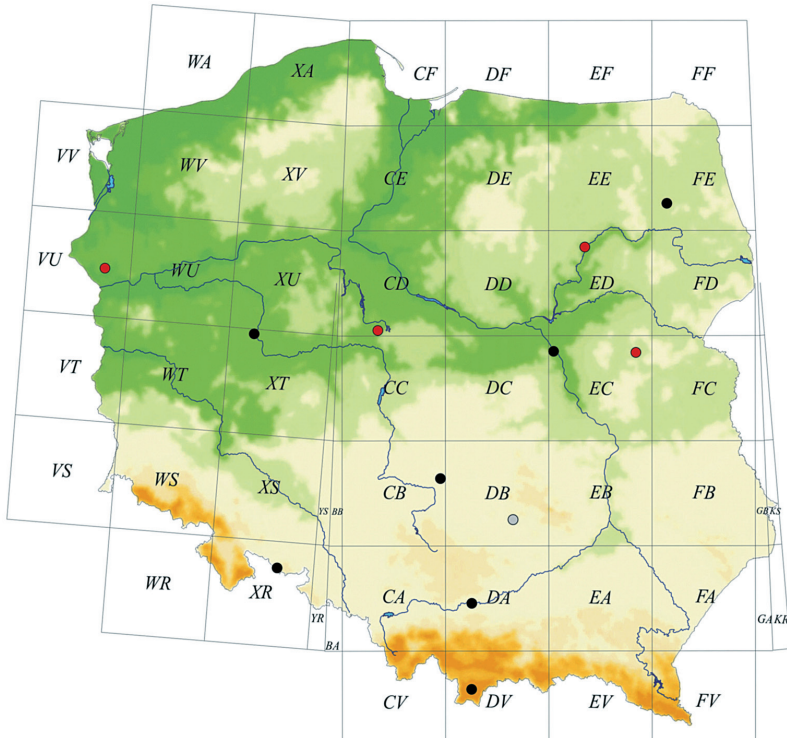 WA XA CF DF EF FF
VV WV XV CE DE EE FE
VU WU XU CD DD ED FD
VT WT XT CC DC EC FC
VS WS XS YS BB CB DB EB FB GB KS
WR XR YR BA CA DA EA FA GA KR
CV DV EV FV